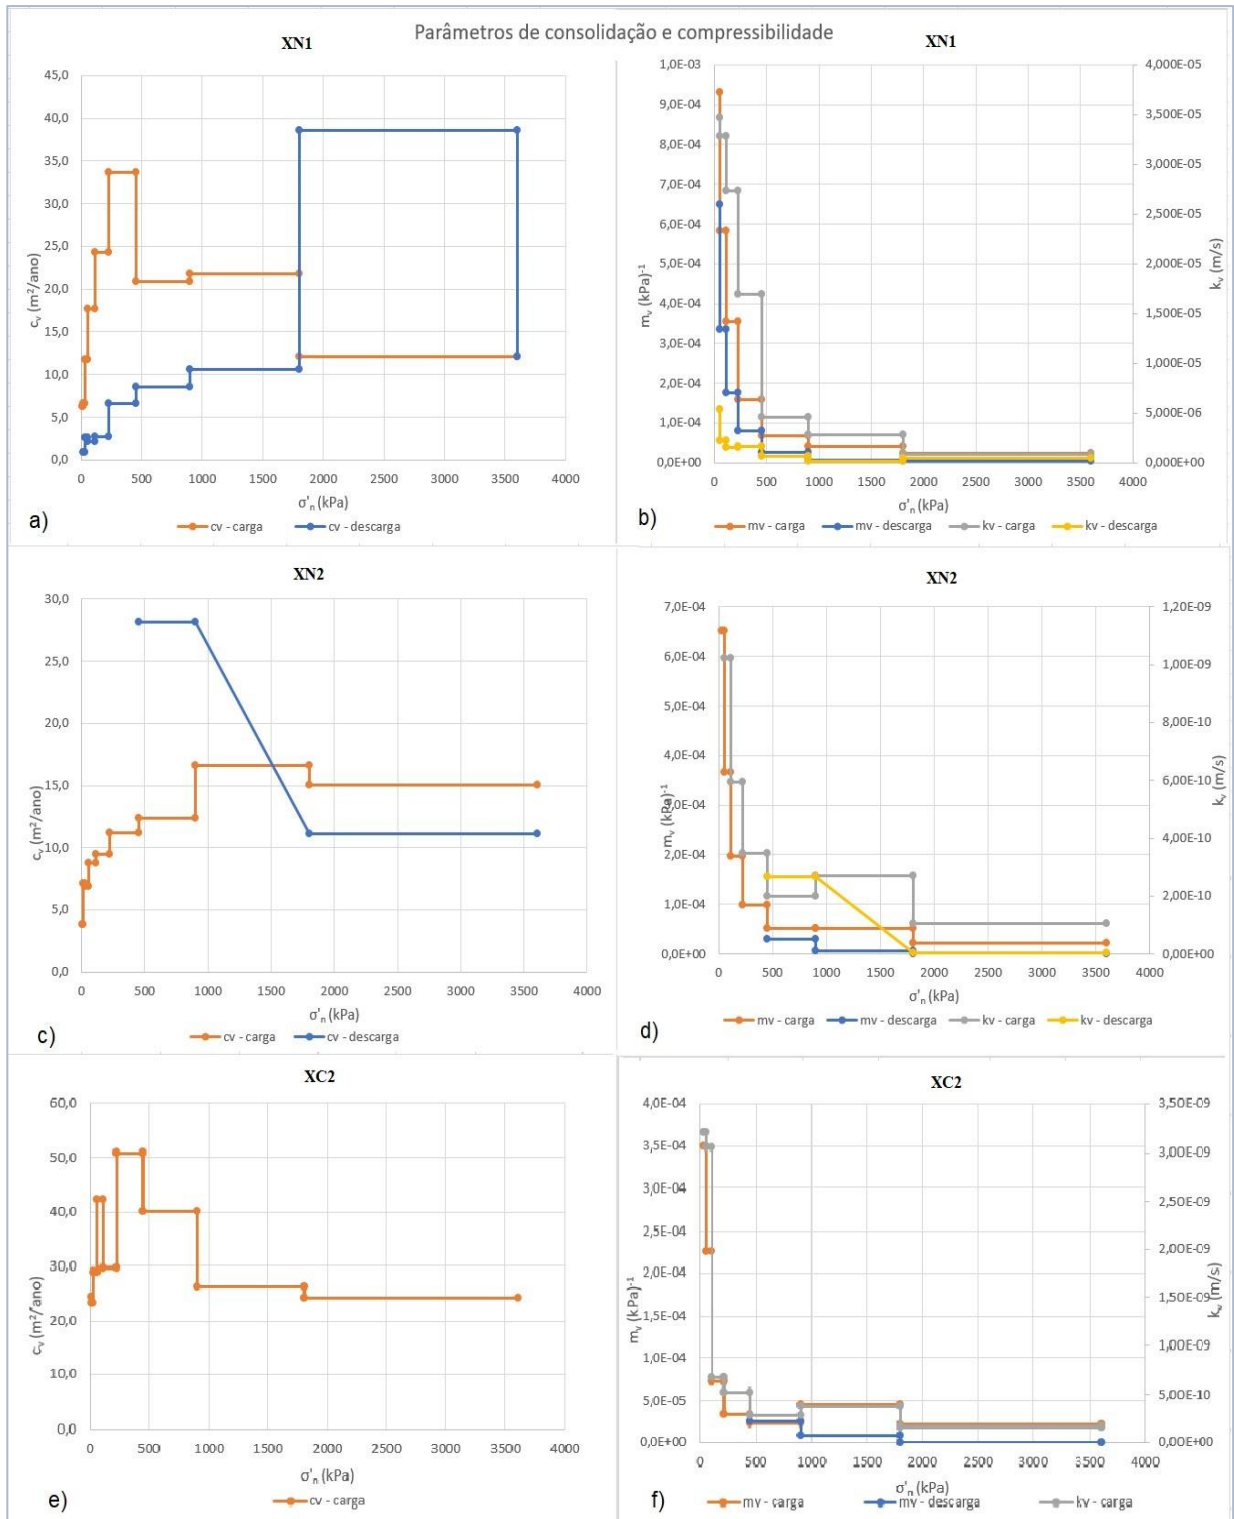 Parâmetros de consolidação e compressibilidade
XN1
45,0
40,0
35,0
30,0
25,0
20,0
15,0
10,0
5,0
0,0
cᵥ (m²/ano)
0 500 1000 1500 2000 2500 3000 3500 4000
σ'ₙ (kPa)
a)
cv - carga cv - descarga
XN1
1,0E-03
9,0E-04
8,0E-04
7,0E-04
6,0E-04
5,0E-04
4,0E-04
3,0E-04
2,0E-04
1,0E-04
0,0E+00
mᵥ (kPa)⁻¹
4,000E-05
3,500E-05
3,000E-05
2,500E-05
2,000E-05
1,500E-05
1,000E-05
5,000E-06
0,000E+00
kᵥ (m/s)
0 500 1000 1500 2000 2500 3000 3500 4000
σ'ₙ (kPa)
b)
mv - carga mv - descarga kv - carga kv - descarga
XN2
30,0
25,0
20,0
15,0
10,0
5,0
0,0
cᵥ (m²/ano)
0 500 1000 1500 2000 2500 3000 3500 4000
σ'ₙ (kPa)
c)
cv - carga cv - descarga
XN2
7,0E-04
6,0E-04
5,0E-04
4,0E-04
3,0E-04
2,0E-04
1,0E-04
0,0E+00
mᵥ (kPa)⁻¹
1,20E-09
1,00E-09
8,00E-10
6,00E-10
4,00E-10
2,00E-10
0,00E+00
kᵥ (m/s)
0 500 1000 1500 2000 2500 3000 3500 4000
σ'ₙ (kPa)
d)
mv - carga mv - descarga kv - carga kv - descarga
XC2
60,0
50,0
40,0
30,0
20,0
10,0
0,0
cᵥ (m²/ano)
0 500 1000 1500 2000 2500 3000 3500 4000
σ'ₙ (kPa)
e)
cv - carga
XC2
4,0E-04
3,5E-04
3,0E-04
2,5E-04
2,0E-04
1,5E-04
1,0E-04
5,0E-05
0,0E+00
mᵥ (kPa)⁻¹
3,50E-09
3,00E-09
2,50E-09
2,00E-09
1,50E-09
1,00E-09
5,00E-10
0,00E+00
kᵥ (m/s)
0 500 1000 1500 2000 2500 3000 3500 4000
σ'ₙ (kPa)
f)
mv - carga mv - descarga kv - carga